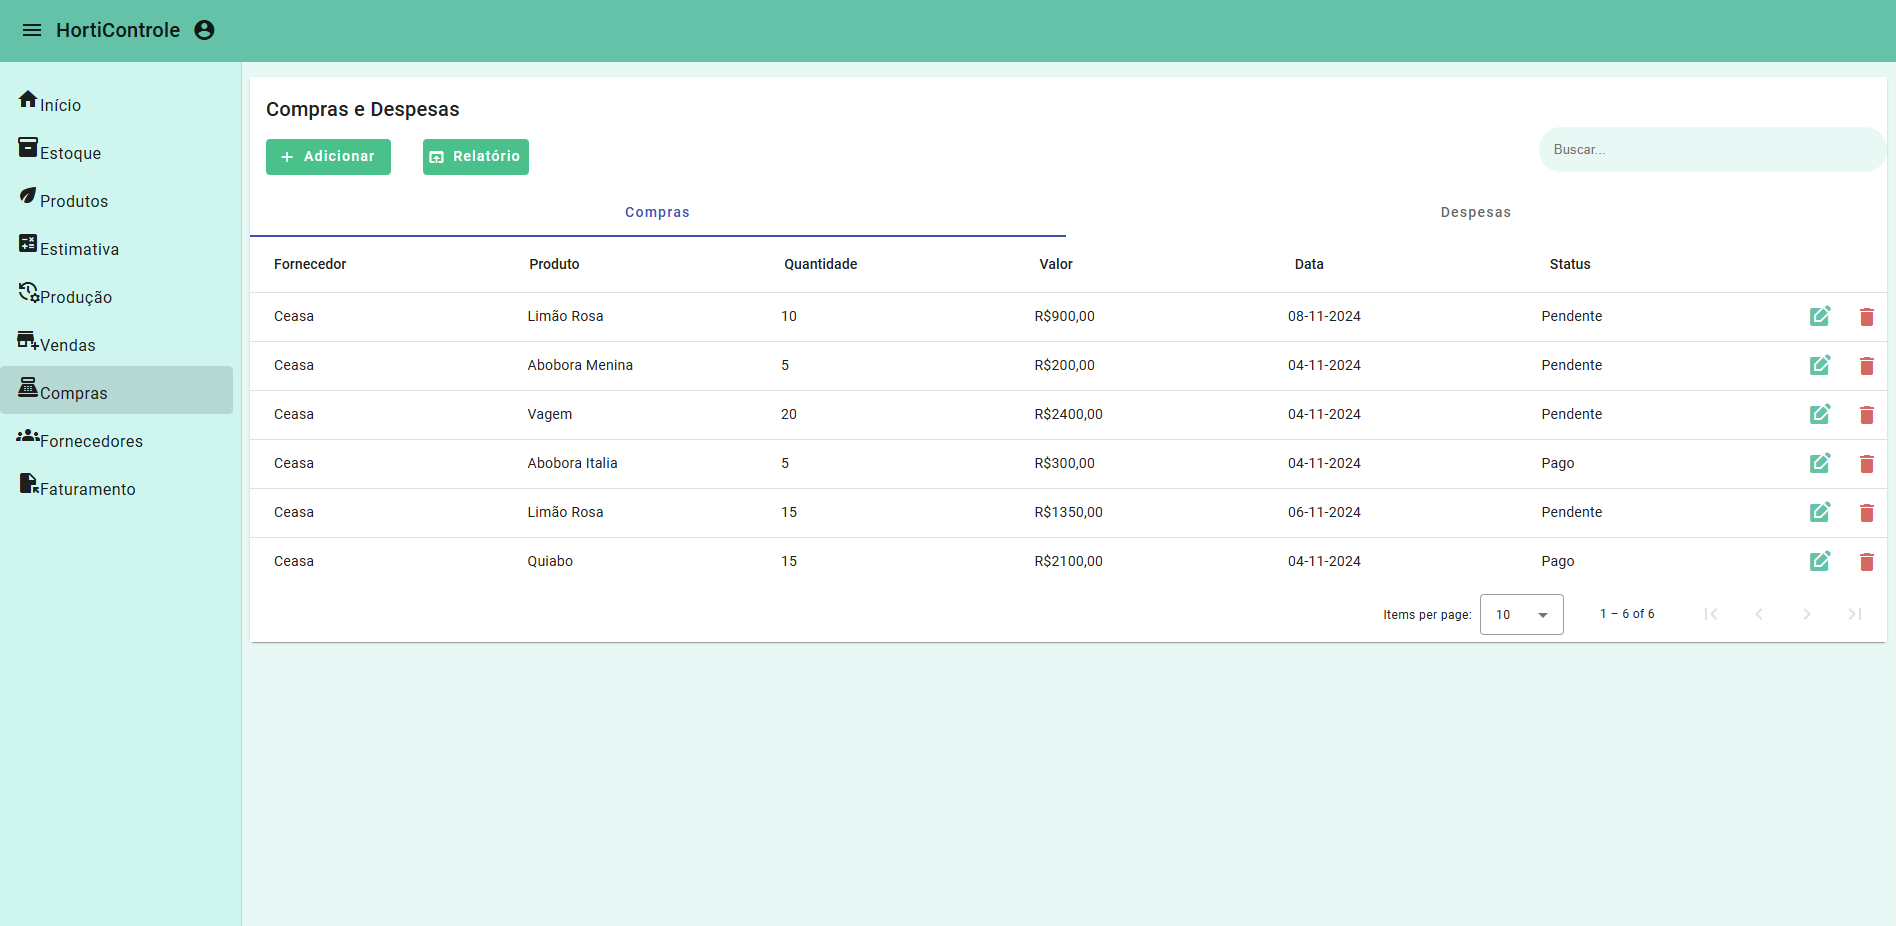 HortiControle
Início
Estoque
Produtos
Estimativa
Produção
Vendas
Compras
Fornecedores
Faturamento
Compras e Despesas
Adicionar Relatório
Buscar...
Compras Despesas
Fornecedor Produto Quantidade Valor Data Status
Ceasa Limão Rosa 10 R$900,00 08-11-2024 Pendente
Ceasa Abobora Menina 5 R$200,00 04-11-2024 Pendente
Ceasa Vagem 20 R$2400,00 04-11-2024 Pendente
Ceasa Abobora Italia 5 R$300,00 04-11-2024 Pago
Ceasa Limão Rosa 15 R$1350,00 06-11-2024 Pendente
Ceasa Quiabo 15 R$2100,00 04-11-2024 Pago
Items per page: 10 1 – 6 of 6